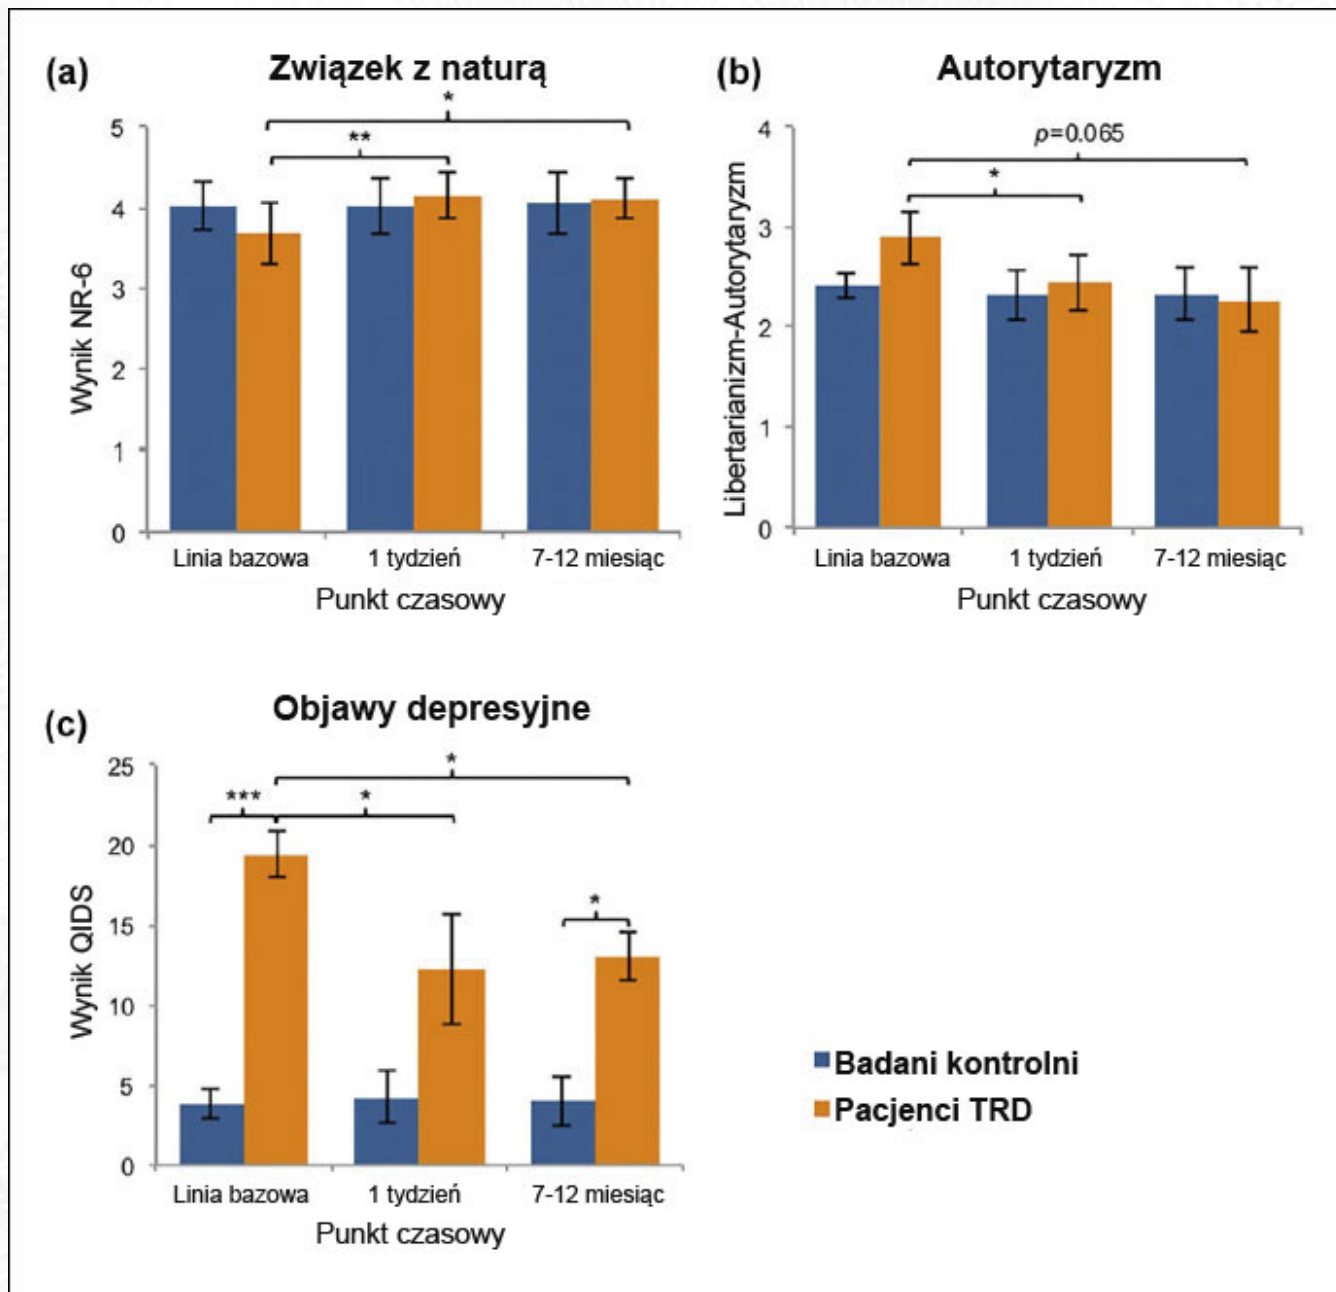 (a) Związek z naturą
*
**
5
4
3
2
1
0
Wynik NR-6
Linia bazowa 1 tydzień 7-12 miesiąc
Punkt czasowy
(b) Autorytaryzm
ρ=0.065
*
4
3
2
1
0
Libertarianizm-Autorytaryzm
Linia bazowa 1 tydzień 7-12 miesiąc
Punkt czasowy
(c) Objawy depresyjne
*
*** *
*
25
20
15
10
5
0
Wynik QIDS
Linia bazowa 1 tydzień 7-12 miesiąc
Punkt czasowy
Badani kontrolni
Pacjenci TRD